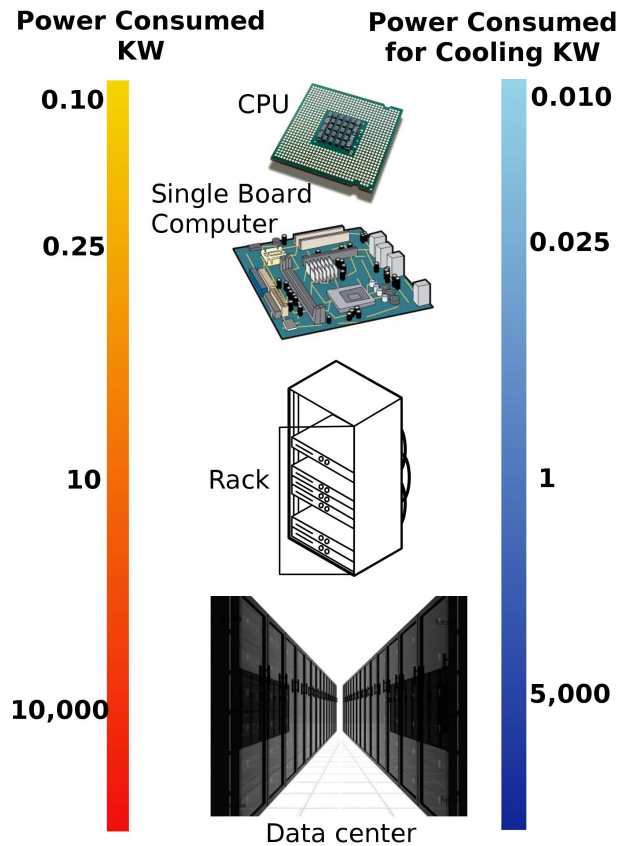 Power Consumed
KW
Power Consumed
for Cooling KW
0.10
CPU
0.010
Single Board
Computer
0.25
0.025
10
Rack
1
10,000
5,000
Data center